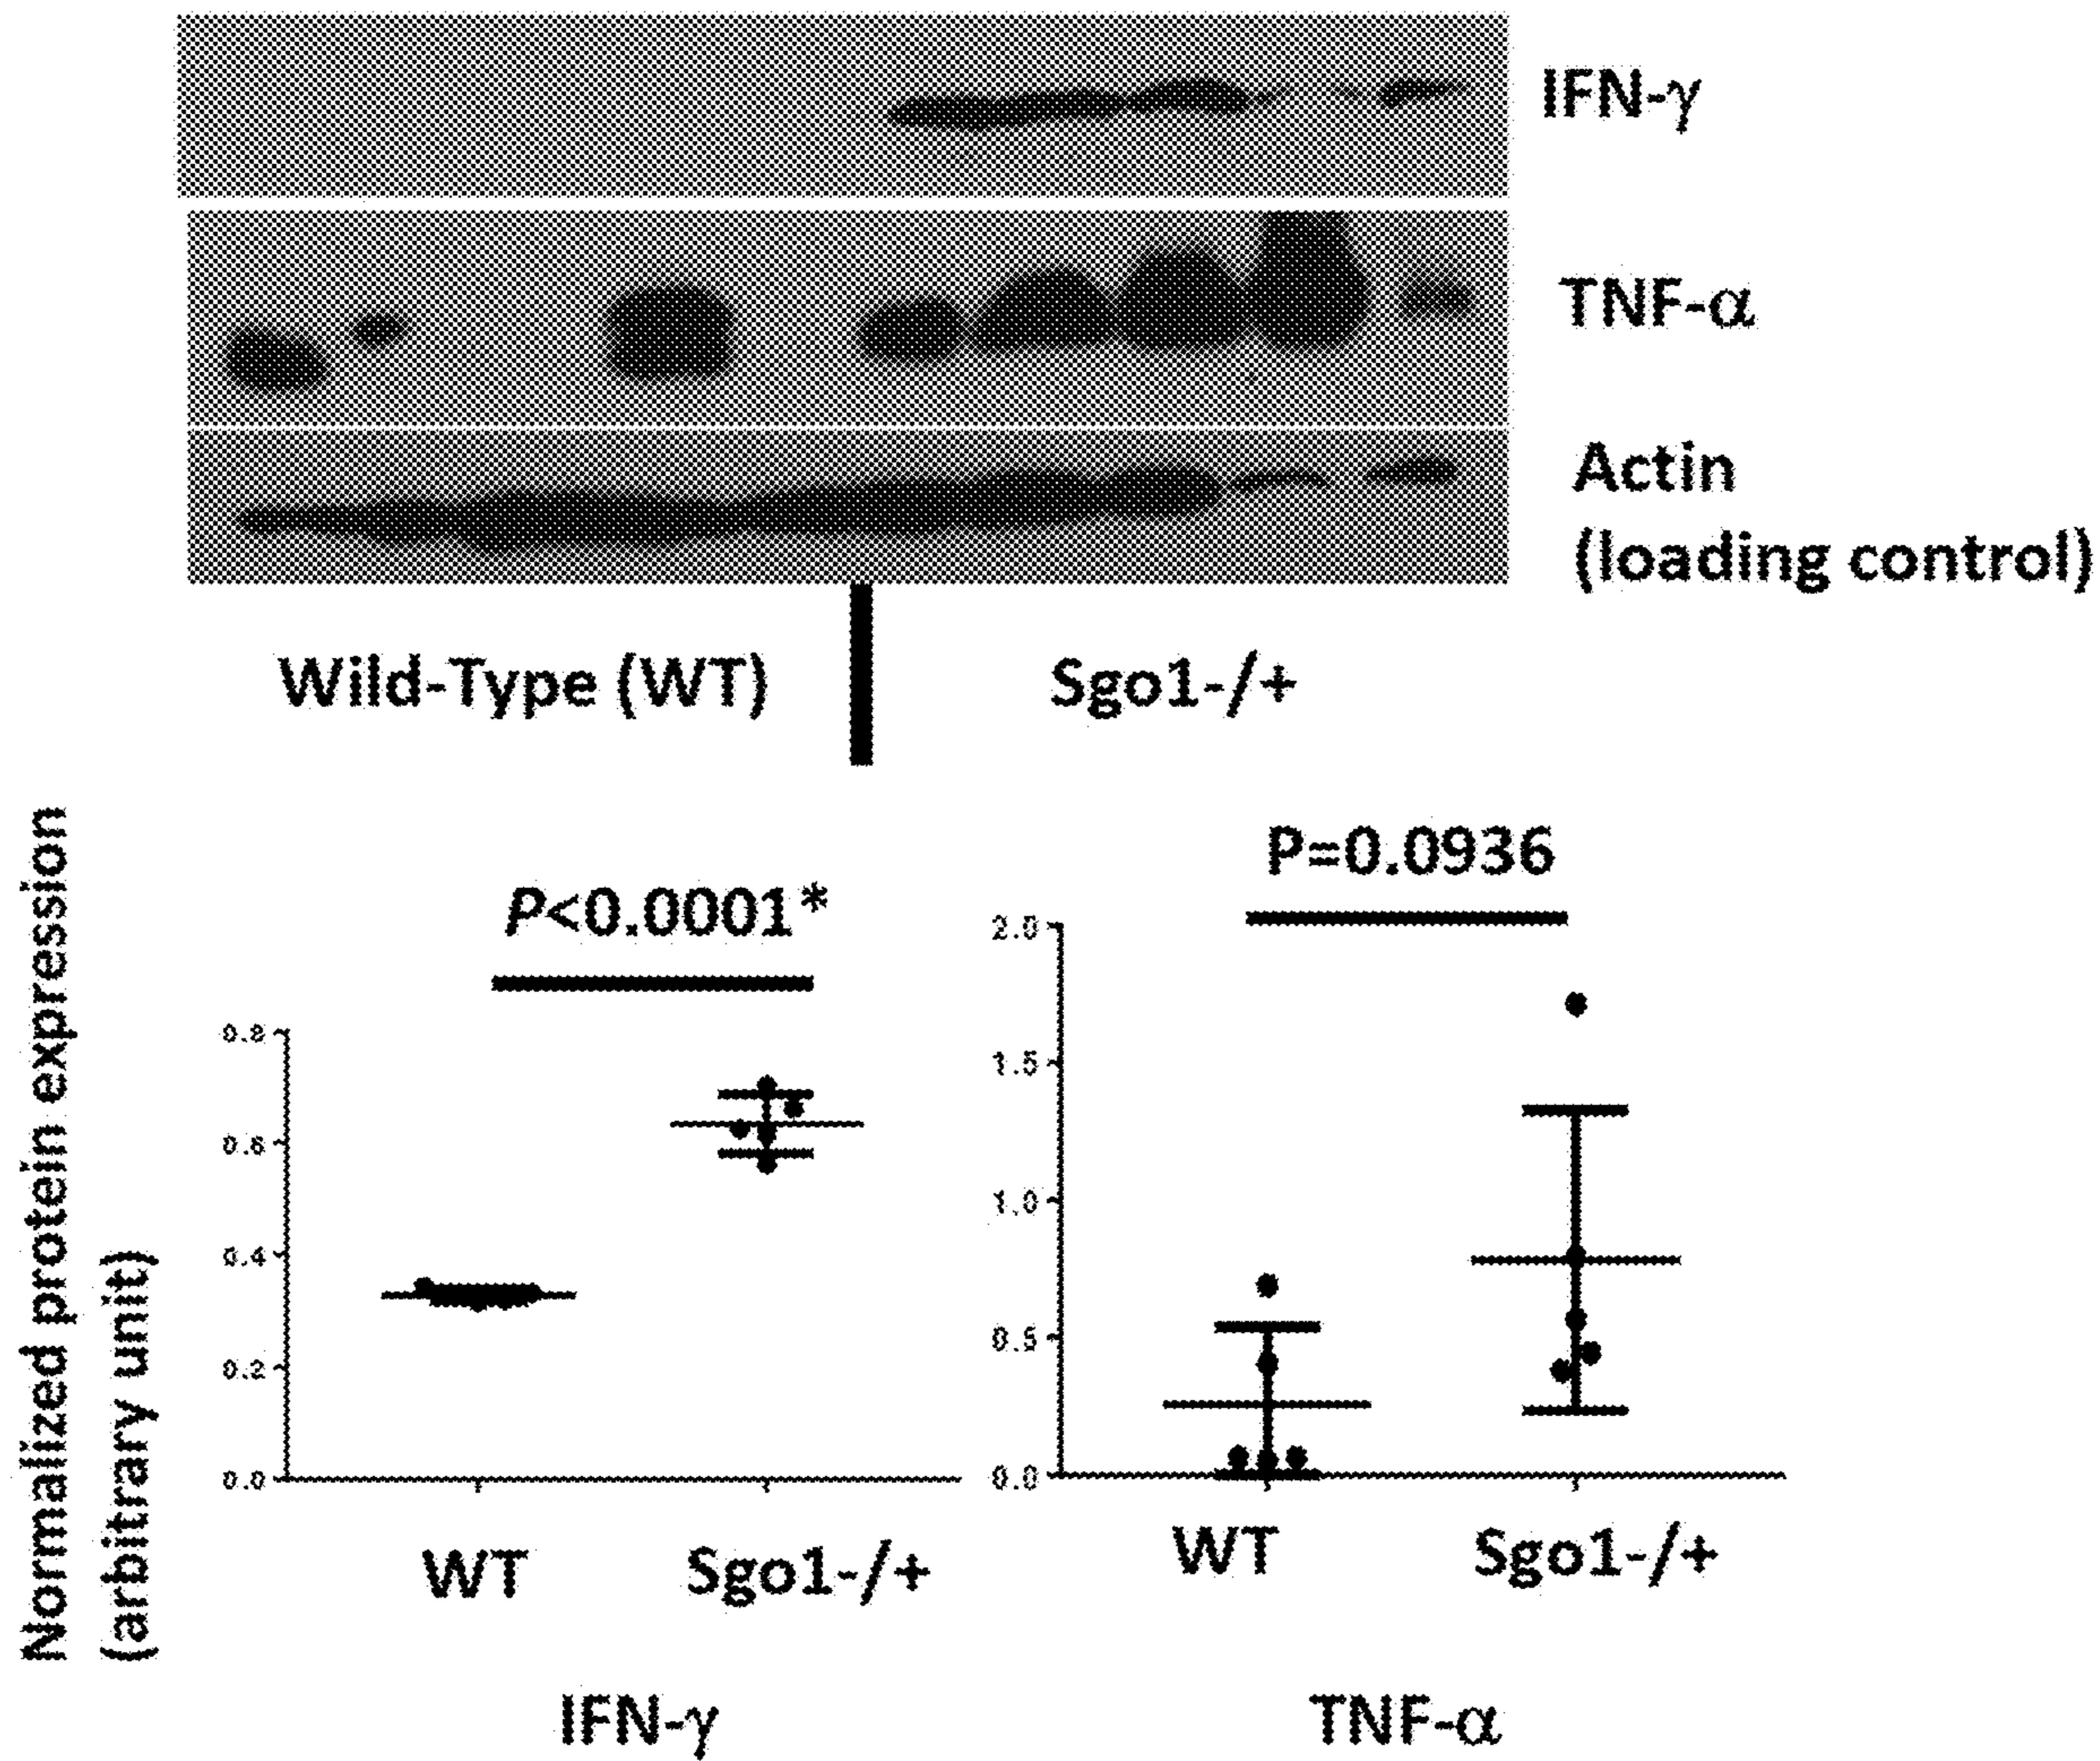 IFN-γ
TNF-α
Actin
(loading control)
Wild-Type (WT)
Sgo1-/+
Normalized protein expression
(arbitrary unit)
P<0.0001*
0.8
0.6
0.4
0.2
0.0
WT
Sgo1-/+
IFN-γ
P=0.0936
2.0
1.5
1.0
0.5
0.0
WT
Sgo1-/+
TNF-α